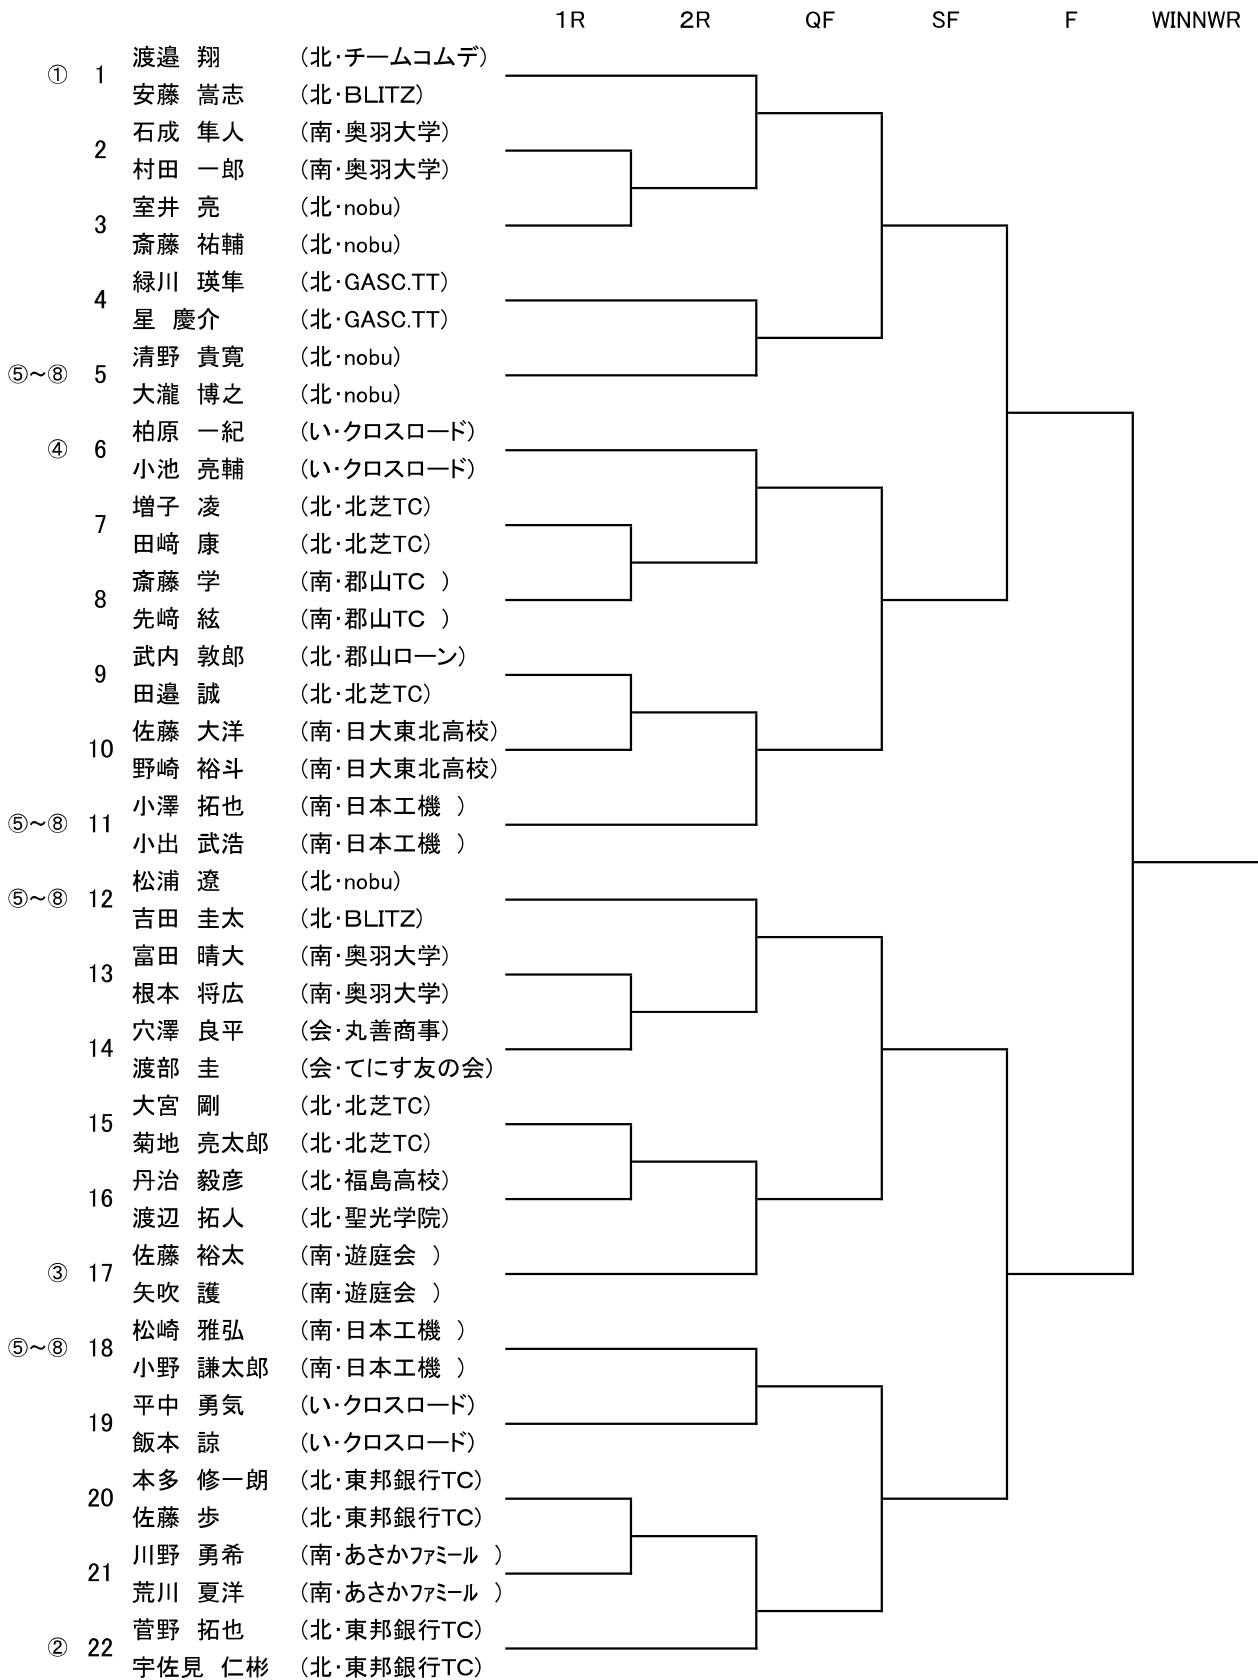 1R 2R QF SF F WINNWR
渡邉 翔 (北・チームコムデ)
① 1
安藤 嵩志 (北・BLITZ)
石成 隼人 (南・奥羽大学)
2
村田 一郎 (南・奥羽大学)
室井 亮 (北・nobu)
3
斎藤 祐輔 (北・nobu)
緑川 瑛隼 (北・GASC.TT)
4
星 慶介 (北・GASC.TT)
清野 貴寛 (北・nobu)
⑤～⑧ 5
大瀧 博之 (北・nobu)
柏原 一紀 (い・クロスロード)
④ 6
小池 亮輔 (い・クロスロード)
増子 凌 (北・北芝TC)
7
田﨑 康 (北・北芝TC)
斎藤 学 (南・郡山TC )
8
先﨑 絃 (南・郡山TC )
武内 敦郎 (北・郡山ローン)
9
田邉 誠 (北・北芝TC)
佐藤 大洋 (南・日大東北高校)
10
野崎 裕斗 (南・日大東北高校)
小澤 拓也 (南・日本工機 )
⑤～⑧ 11
小出 武浩 (南・日本工機 )
松浦 遼 (北・nobu)
⑤～⑧ 12
吉田 圭太 (北・BLITZ)
富田 晴大 (南・奥羽大学)
13
根本 将広 (南・奥羽大学)
穴澤 良平 (会・丸善商事)
14
渡部 圭 (会・てにす友の会)
大宮 剛 (北・北芝TC)
15
菊地 亮太郎 (北・北芝TC)
丹治 毅彦 (北・福島高校)
16
渡辺 拓人 (北・聖光学院)
佐藤 裕太 (南・遊庭会 )
③ 17
矢吹 護 (南・遊庭会 )
松崎 雅弘 (南・日本工機 )
⑤～⑧ 18
小野 謙太郎 (南・日本工機 )
平中 勇気 (い・クロスロード)
19
飯本 諒 (い・クロスロード)
本多 修一朗 (北・東邦銀行TC)
20
佐藤 歩 (北・東邦銀行TC)
川野 勇希 (南・あさかファミール )
21
荒川 夏洋 (南・あさかファミール )
菅野 拓也 (北・東邦銀行TC)
② 22
宇佐見 仁彬 (北・東邦銀行TC)